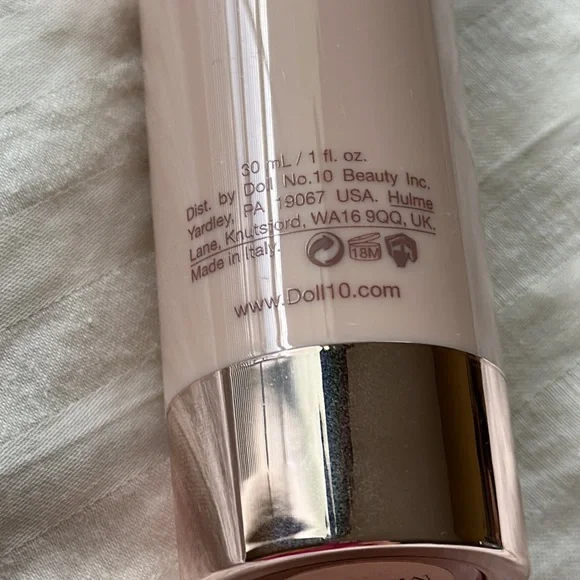 30 mL / 1 fl. oz.
Dist. by Doll No.10 Beauty Inc.
Yardley, PA 19067 USA. Hulme
Lane, Knutsford, WA16 9QQ, UK.
Made in Italy.
18M
www.Doll10.com